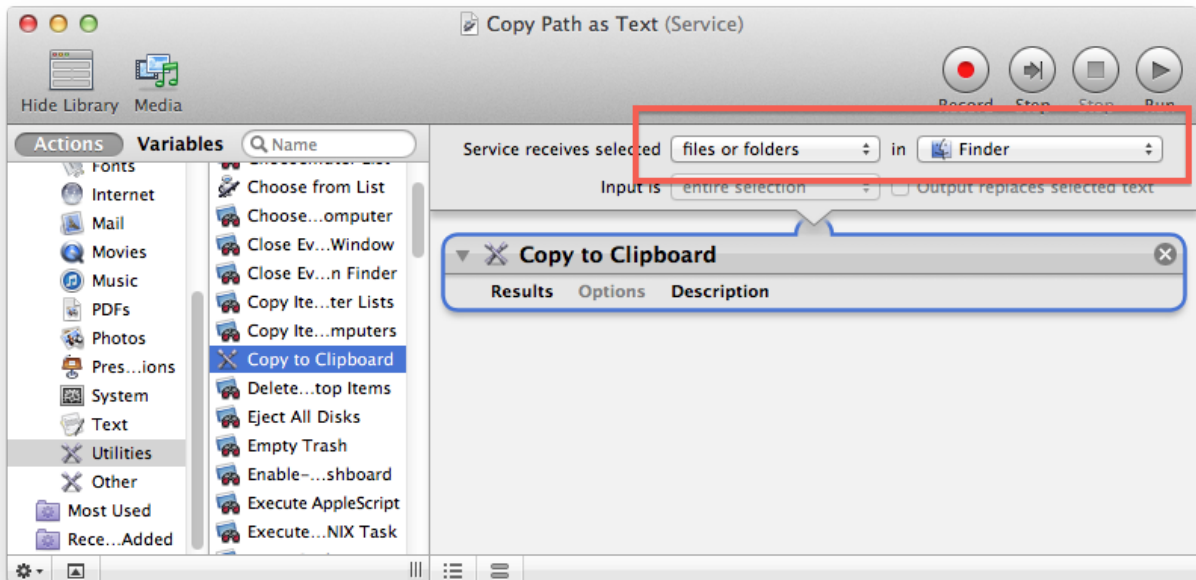 Copy Path as Text (Service)
Hide Library Media
Record Step Stop Run
Actions Variables Name
Service receives selected files or folders in Finder
Input is entire selection Output replaces selected text
Fonts
Internet
Mail
Movies
Music
PDFs
Photos
Pres...ions
System
Text
Utilities
Other
Most Used
Rece...Added
Choose from List
Choose...omputer
Close Ev...Window
Close Ev...n Finder
Copy Ite...ter Lists
Copy Ite...mputers
Copy to Clipboard
Delete...top Items
Eject All Disks
Empty Trash
Enable-...shboard
Execute AppleScript
Execute...NIX Task
Copy to Clipboard
Results Options Description